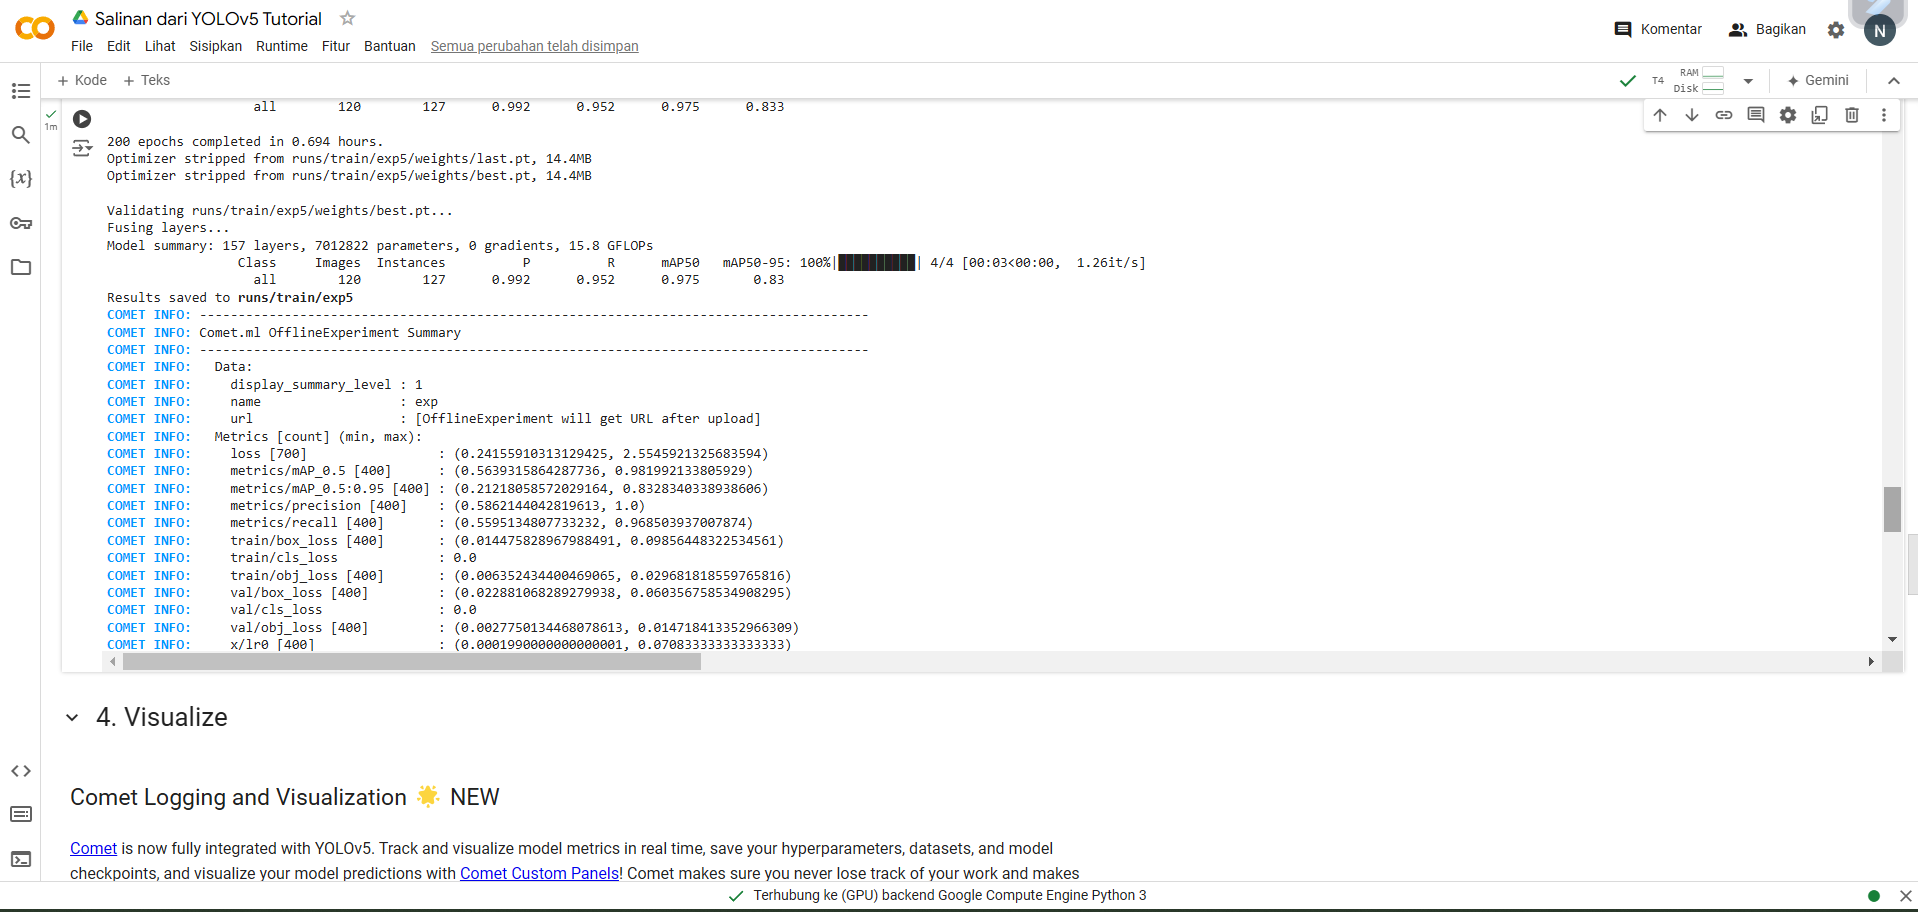 Salinan dari YOLOv5 Tutorial
File Edit Lihat Sisipkan Runtime Fitur Bantuan Semua perubahan telah disimpan
Komentar Bagikan N
+ Kode + Teks
T4 RAM Disk Gemini
1m
all 120 127 0.992 0.952 0.975 0.833
200 epochs completed in 0.694 hours.
Optimizer stripped from runs/train/exp5/weights/last.pt, 14.4MB
Optimizer stripped from runs/train/exp5/weights/best.pt, 14.4MB
Validating runs/train/exp5/weights/best.pt...
Fusing layers...
Model summary: 157 layers, 7012822 parameters, 0 gradients, 15.8 GFLOPs
Class Images Instances P R mAP50 mAP50-95: 100%|██████████| 4/4 [00:03<00:00, 1.26it/s]
all 120 127 0.992 0.952 0.975 0.83
Results saved to runs/train/exp5
COMET INFO: ---------------------------------------------------------------------------------------
COMET INFO: Comet.ml OfflineExperiment Summary
COMET INFO: ---------------------------------------------------------------------------------------
COMET INFO: Data:
COMET INFO: display_summary_level : 1
COMET INFO: name : exp
COMET INFO: url : [OfflineExperiment will get URL after upload]
COMET INFO: Metrics [count] (min, max):
COMET INFO: loss [700] : (0.24155910313129425, 2.5545921325683594)
COMET INFO: metrics/mAP_0.5 [400] : (0.5639315864287736, 0.981992133805929)
COMET INFO: metrics/mAP_0.5:0.95 [400] : (0.21218058572029164, 0.8328340338938606)
COMET INFO: metrics/precision [400] : (0.5862144042819613, 1.0)
COMET INFO: metrics/recall [400] : (0.5595134807733232, 0.968503937007874)
COMET INFO: train/box_loss [400] : (0.014475828967988491, 0.09856448322534561)
COMET INFO: train/cls_loss : 0.0
COMET INFO: train/obj_loss [400] : (0.006352434400469065, 0.029681818559765816)
COMET INFO: val/box_loss [400] : (0.022881068289279938, 0.060356758534908295)
COMET INFO: val/cls_loss : 0.0
COMET INFO: val/obj_loss [400] : (0.0027750134468078613, 0.014718413352966309)
COMET INFO: x/lr0 [400] : (0.0001990000000000001, 0.07083333333333333)
4. Visualize
Comet Logging and Visualization 🌟 NEW
Comet is now fully integrated with YOLOv5. Track and visualize model metrics in real time, save your hyperparameters, datasets, and model
checkpoints, and visualize your model predictions with Comet Custom Panels! Comet makes sure you never lose track of your work and makes
Terhubung ke (GPU) backend Google Compute Engine Python 3